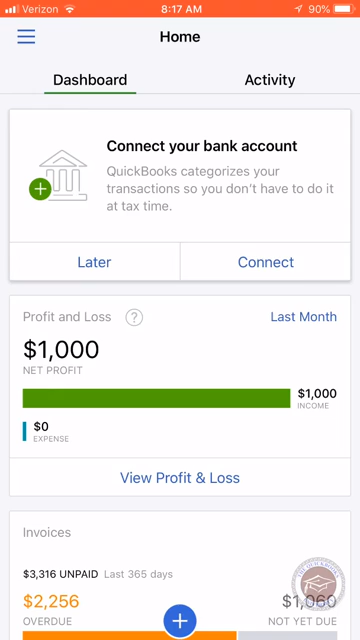 Verizon 8:17 AM 90%
Home
Dashboard Activity
Connect your bank account
QuickBooks categorizes your
transactions so you don't have to do it
at tax time.
Later Connect
Profit and Loss ? Last Month
$1,000
NET PROFIT
$1,000
INCOME
$0
EXPENSE
View Profit & Loss
Invoices
$3,316 UNPAID Last 365 days
$2,256 $1,060
OVERDUE NOT YET DUE